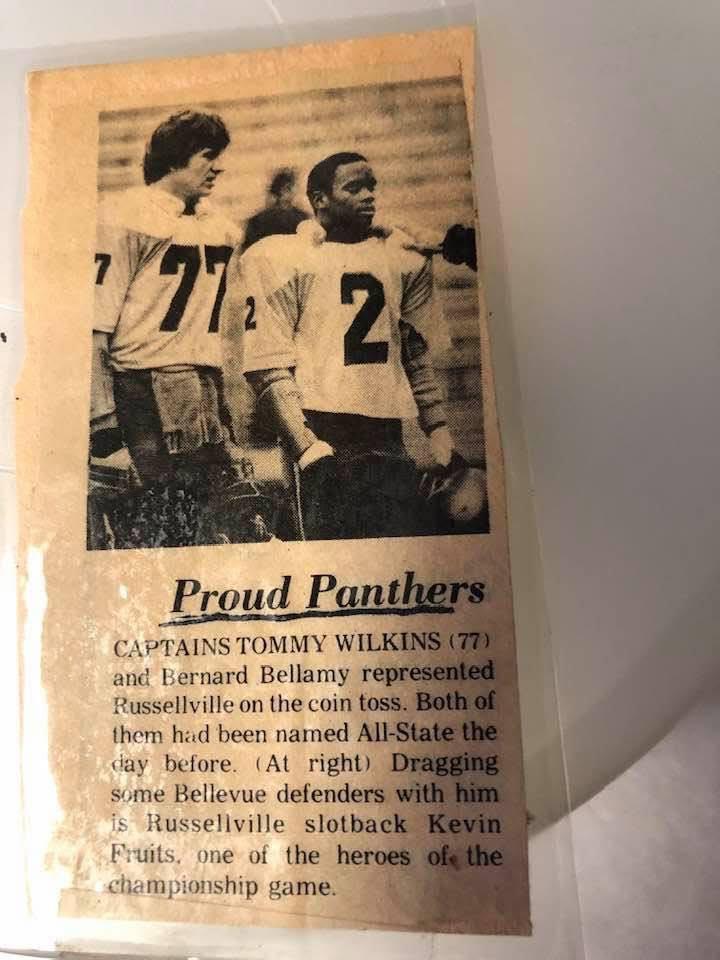 7 77
2 2
Proud Panthers
CAPTAINS TOMMY WILKINS (77)
and Bernard Bellamy represented
Russellville on the coin toss. Both of
them had been named All-State the
day before. (At right) Dragging
some Bellevue defenders with him
is Russellville slotback Kevin
Fruits, one of the heroes of the
championship game.